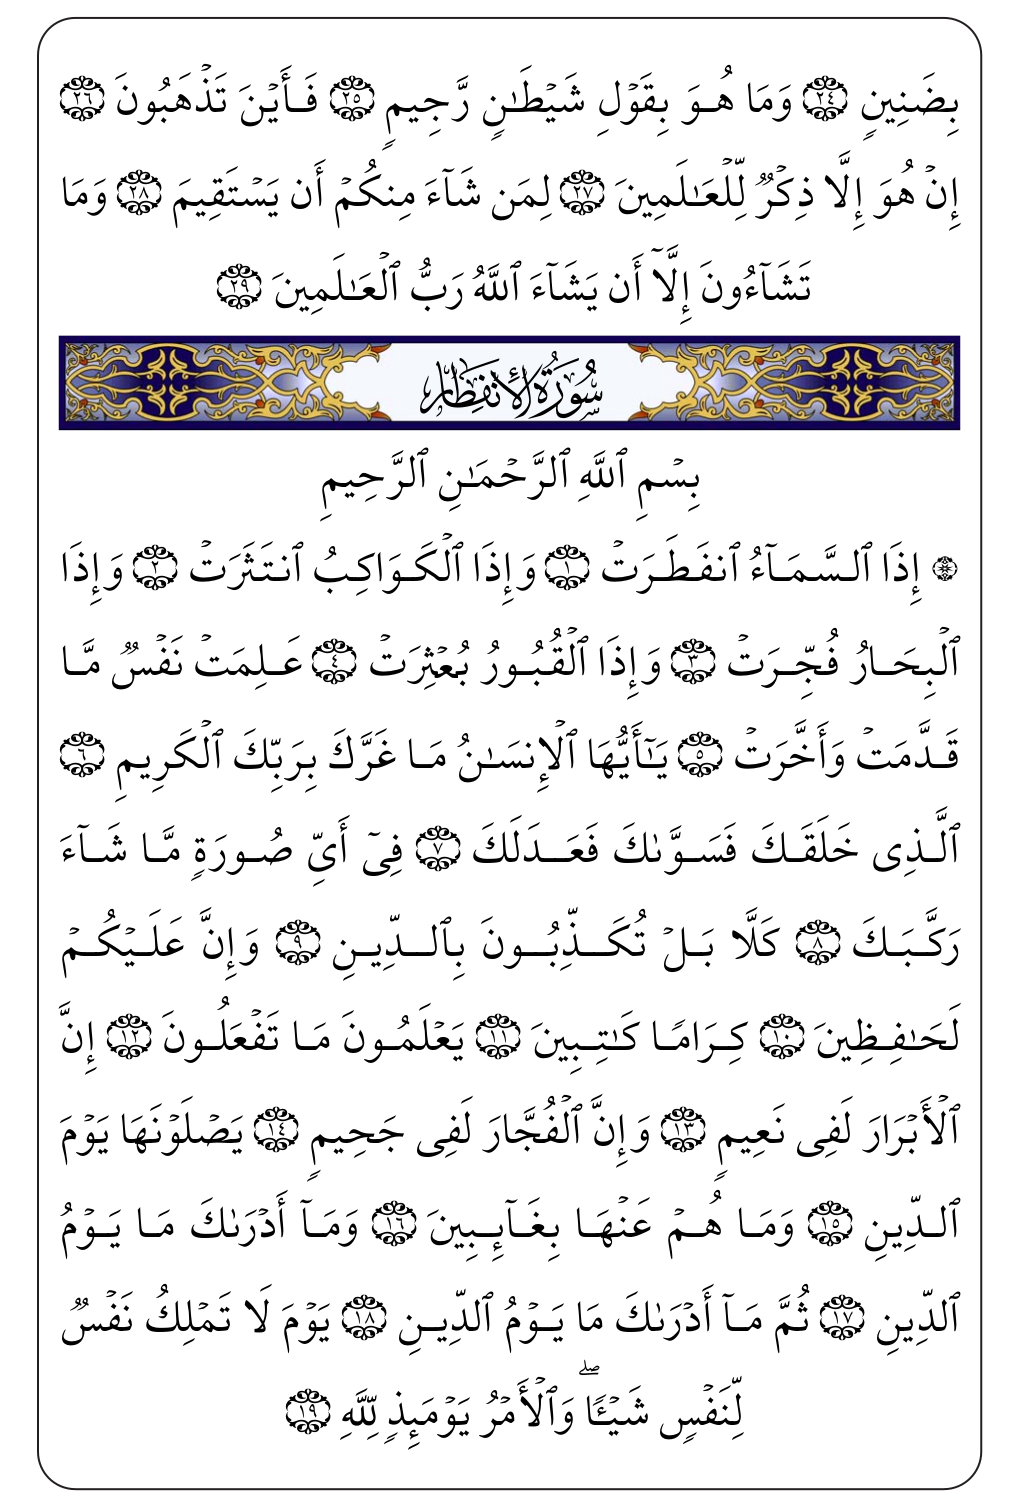 بِضَنِينٍ ٢٤ وَمَا هُوَ بِقَوْلِ شَيْطَٰنٍ رَّجِيمٍ ٢٥ فَأَيْنَ تَذْهَبُونَ ٢٦
إِنْ هُوَ إِلَّا ذِكْرٌ لِّلْعَٰلَمِينَ ٢٧ لِمَن شَآءَ مِنكُمْ أَن يَسْتَقِيمَ ٢٨ وَمَا
تَشَآءُونَ إِلَّآ أَن يَشَآءَ ٱللَّهُ رَبُّ ٱلْعَٰلَمِينَ ٢٩
سُورَةُ الانفِطَار
بِسْمِ ٱللَّهِ ٱلرَّحْمَٰنِ ٱلرَّحِيمِ
۞ إِذَا ٱلسَّمَآءُ ٱنفَطَرَتْ ١ وَإِذَا ٱلْكَوَاكِبُ ٱنتَثَرَتْ ٢ وَإِذَا
ٱلْبِحَارُ فُجِّرَتْ ٣ وَإِذَا ٱلْقُبُورُ بُعْثِرَتْ ٤ عَلِمَتْ نَفْسٌ مَّا
قَدَّمَتْ وَأَخَّرَتْ ٥ يَٰٓأَيُّهَا ٱلْإِنسَٰنُ مَا غَرَّكَ بِرَبِّكَ ٱلْكَرِيمِ ٦
ٱلَّذِى خَلَقَكَ فَسَوَّىٰكَ فَعَدَلَكَ ٧ فِىٓ أَىِّ صُورَةٍ مَّا شَآءَ
رَكَّبَكَ ٨ كَلَّا بَلْ تُكَذِّبُونَ بِٱلدِّينِ ٩ وَإِنَّ عَلَيْكُمْ
لَحَٰفِظِينَ ١٠ كِرَامًا كَٰتِبِينَ ١١ يَعْلَمُونَ مَا تَفْعَلُونَ ١٢ إِنَّ
ٱلْأَبْرَارَ لَفِى نَعِيمٍ ١٣ وَإِنَّ ٱلْفُجَّارَ لَفِى جَحِيمٍ ١٤ يَصْلَوْنَهَا يَوْمَ
ٱلدِّينِ ١٥ وَمَا هُمْ عَنْهَا بِغَآئِبِينَ ١٦ وَمَآ أَدْرَىٰكَ مَا يَوْمُ
ٱلدِّينِ ١٧ ثُمَّ مَآ أَدْرَىٰكَ مَا يَوْمُ ٱلدِّينِ ١٨ يَوْمَ لَا تَمْلِكُ نَفْسٌ
لِّنَفْسٍ شَيْـًٔا ۖ وَٱلْأَمْرُ يَوْمَئِذٍ لِّلَّهِ ١٩